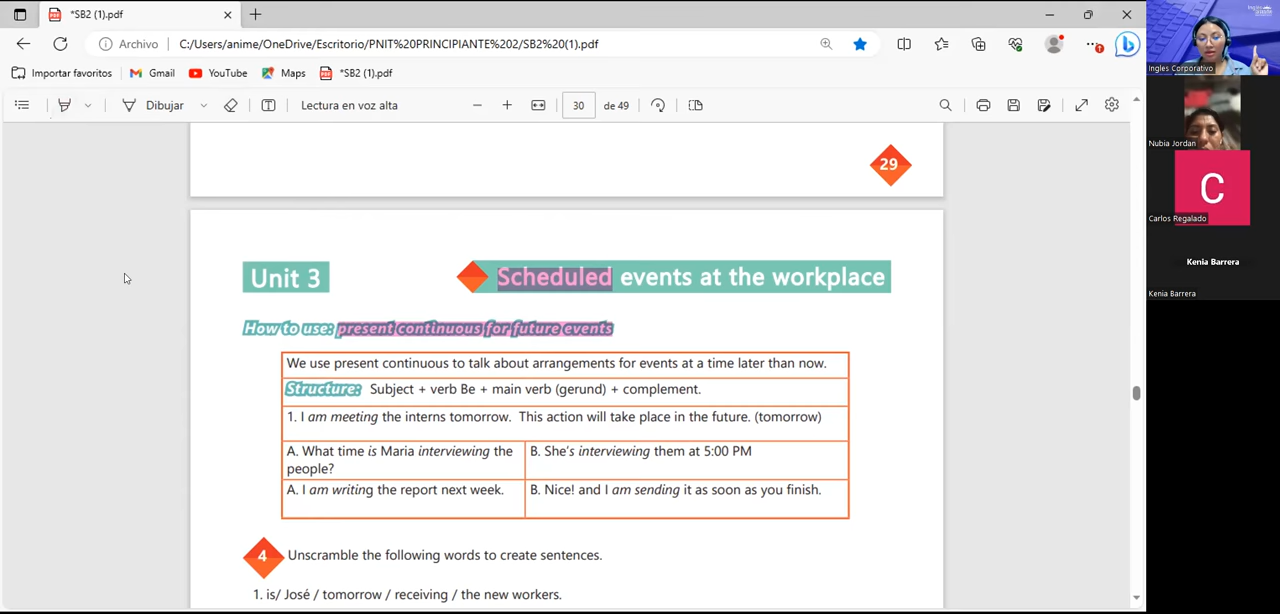 *SB2 (1).pdf
Archivo C:/Users/anime/OneDrive/Escritorio/PNIT%20PRINCIPIANTE%202/SB2%20(1).pdf
Importar favoritos Gmail YouTube Maps *SB2 (1).pdf
Dibujar Lectura en voz alta 30 de 49
29
Unit 3 Scheduled events at the workplace
How to use: present continuous for future events
We use present continuous to talk about arrangements for events at a time later than now.
Structure: Subject + verb Be + main verb (gerund) + complement.
1. I am meeting the interns tomorrow. This action will take place in the future. (tomorrow)
A. What time is Maria interviewing the people?
B. She's interviewing them at 5:00 PM
A. I am writing the report next week.
B. Nice! and I am sending it as soon as you finish.
4 Unscramble the following words to create sentences.
1. is/ José / tomorrow / receiving / the new workers.
Ingles Corporativo
Nubia Jordan
C
Carlos Regalado
Kenia Barrera
Kenia Barrera